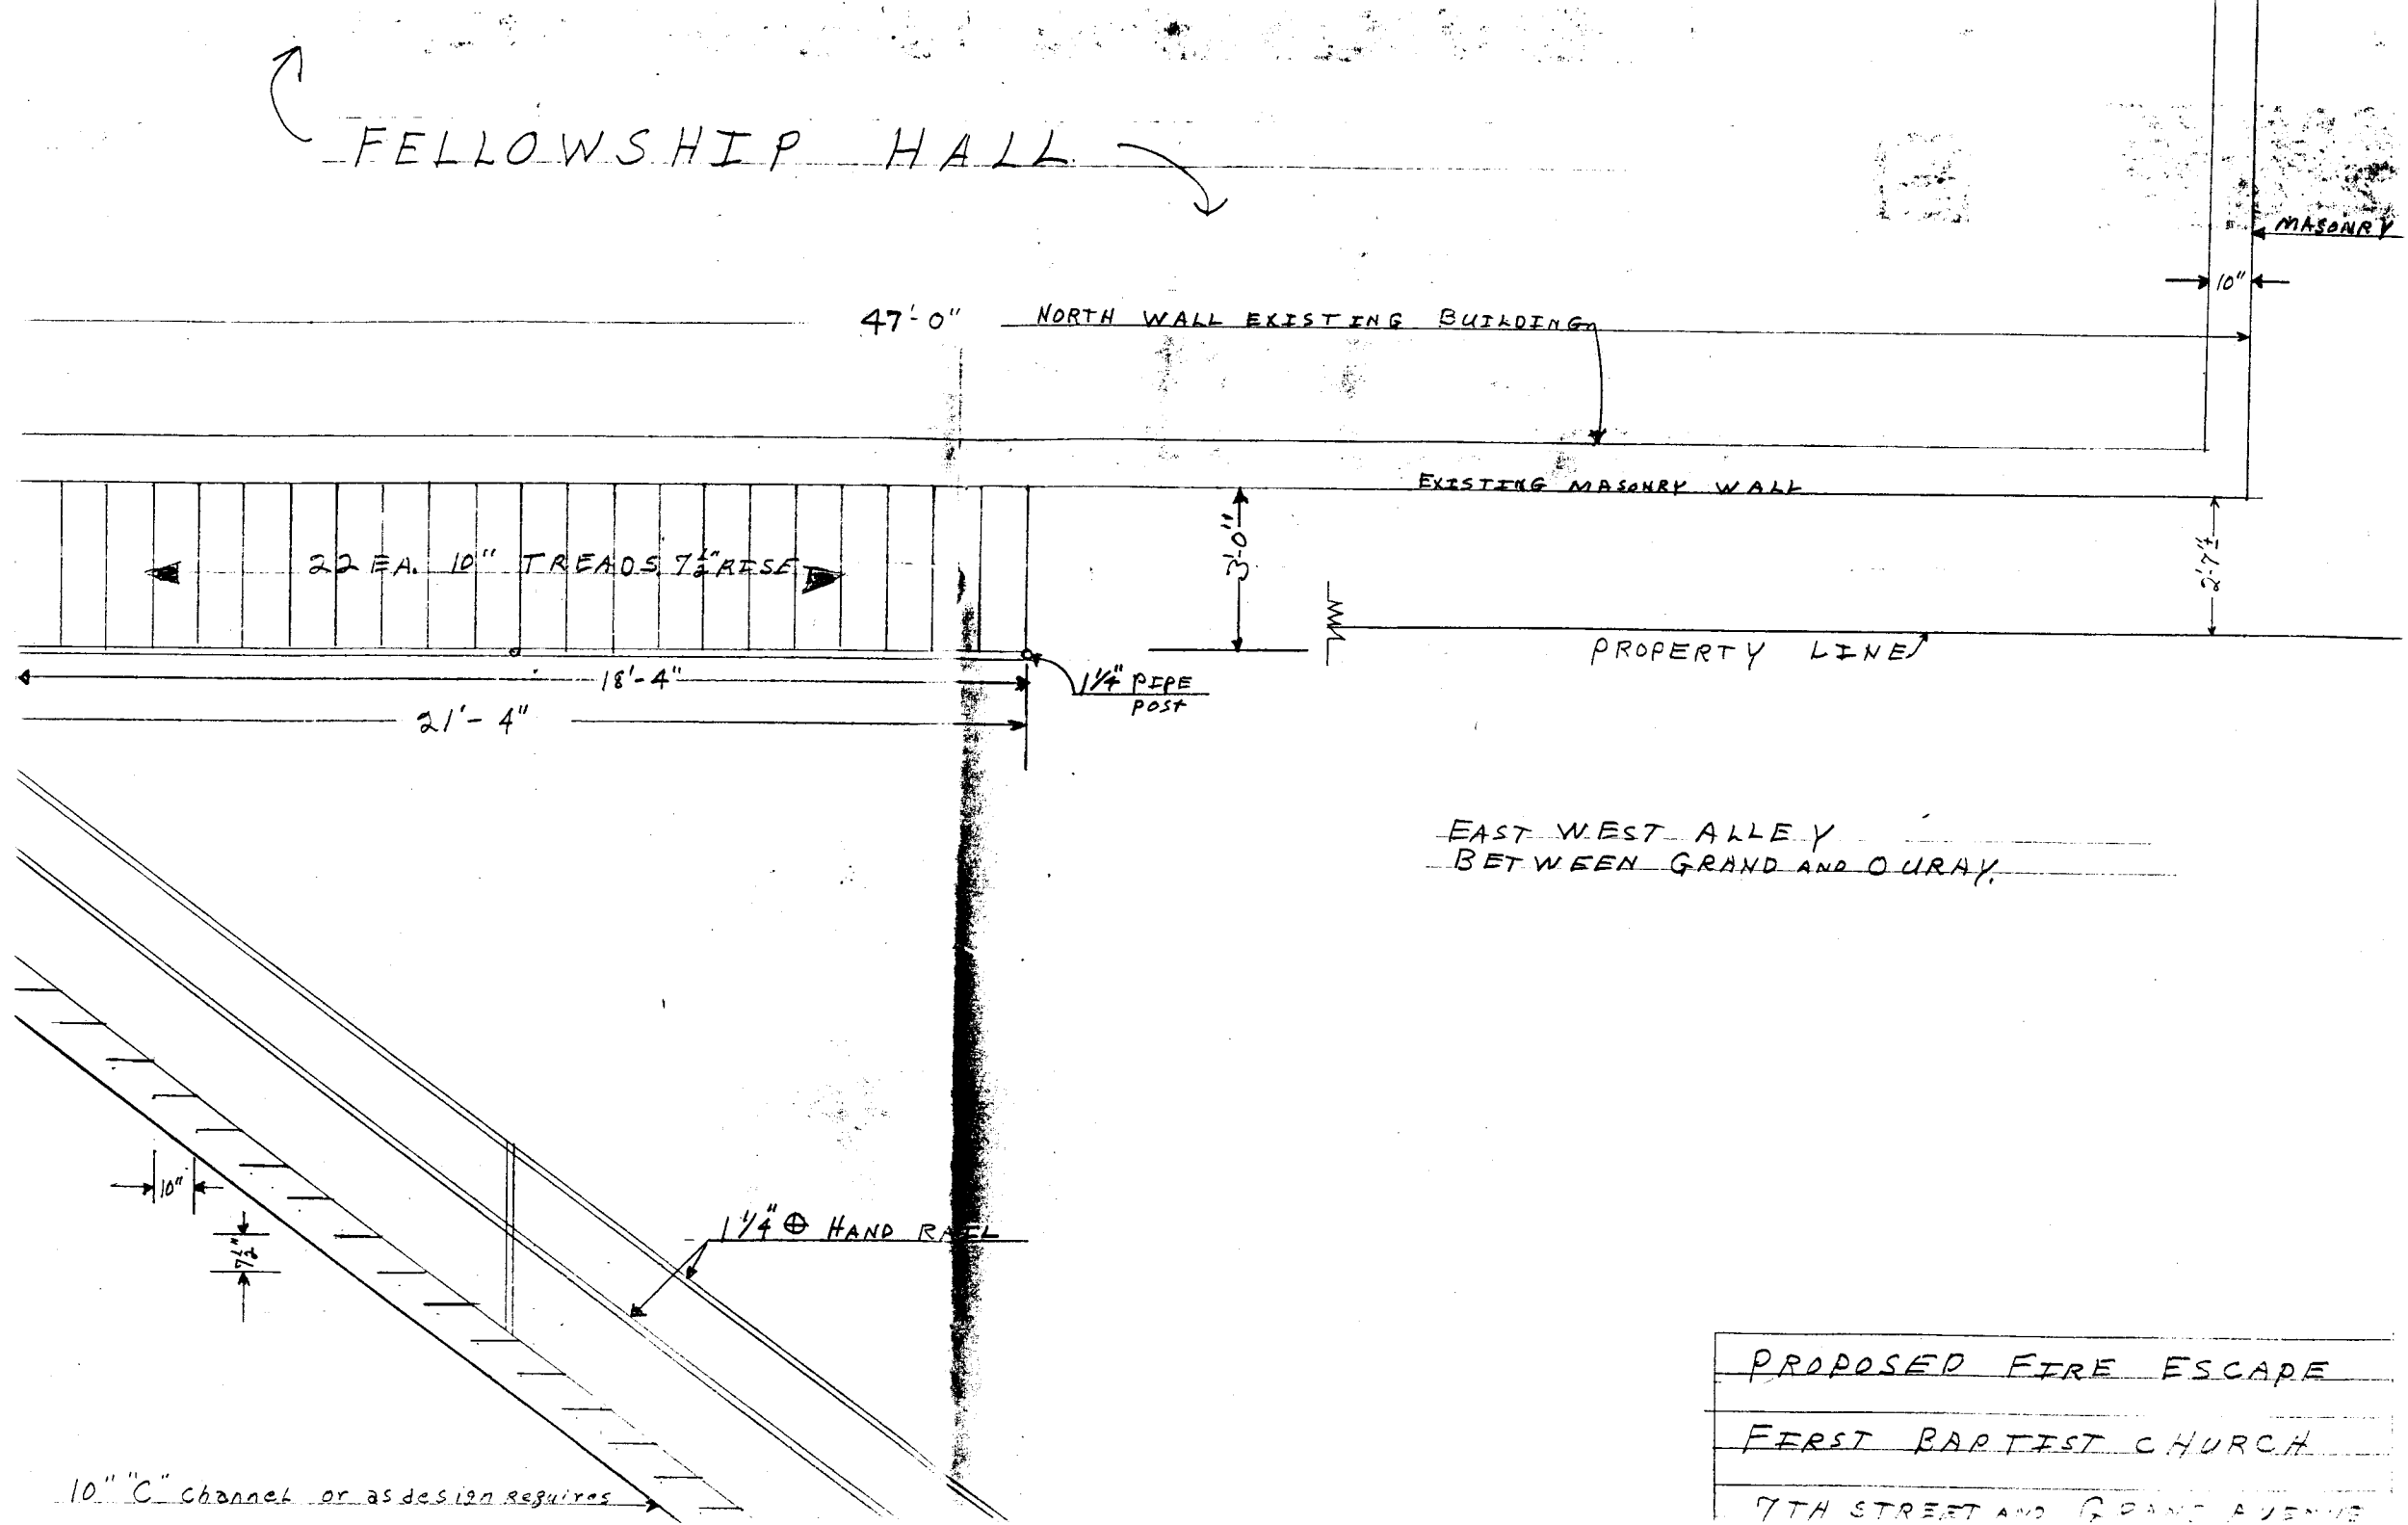 FELLOWSHIP HALL
MASONRY
10"
47'-0" NORTH WALL EXISTING BUILDING
EXISTING MASONRY WALL
22 EA. 10" TREADS, 7½" RISE
3'-0"
2'-7½"
PROPERTY LINE
18'-4"
1¼" PIPE
POST
21'-4"
EAST WEST ALLEY
BETWEEN GRAND AND OURAY.
10"
7½"
1¼" ⊕ HAND RAIL
PROPOSED FIRE ESCAPE
FIRST BAPTIST CHURCH
10" "C" channel or as design Requires
7TH STREET AND GRAND AVENUE